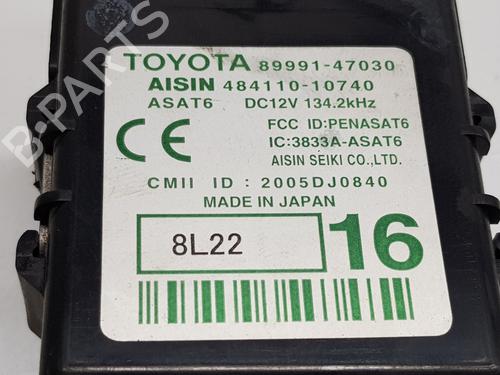 TOYOTA 89991-47030
AISIN 484110-10740
ASAT6 DC12V 134.2kHz
FCC ID:PENASAT6
IC:3833A-ASAT6
AISIN SEIKI CO.,LTD.
CE
CMII ID : 2005DJ0840
MADE IN JAPAN
8L22
16
B-PARTS